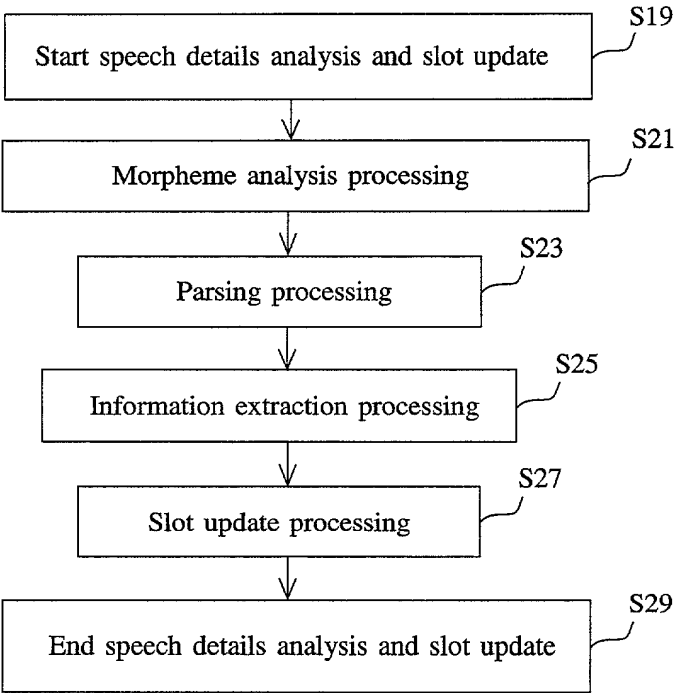 S19
Start speech details analysis and slot update
S21
Morpheme analysis processing
S23
Parsing processing
S25
Information extraction processing
S27
Slot update processing
S29
End speech details analysis and slot update